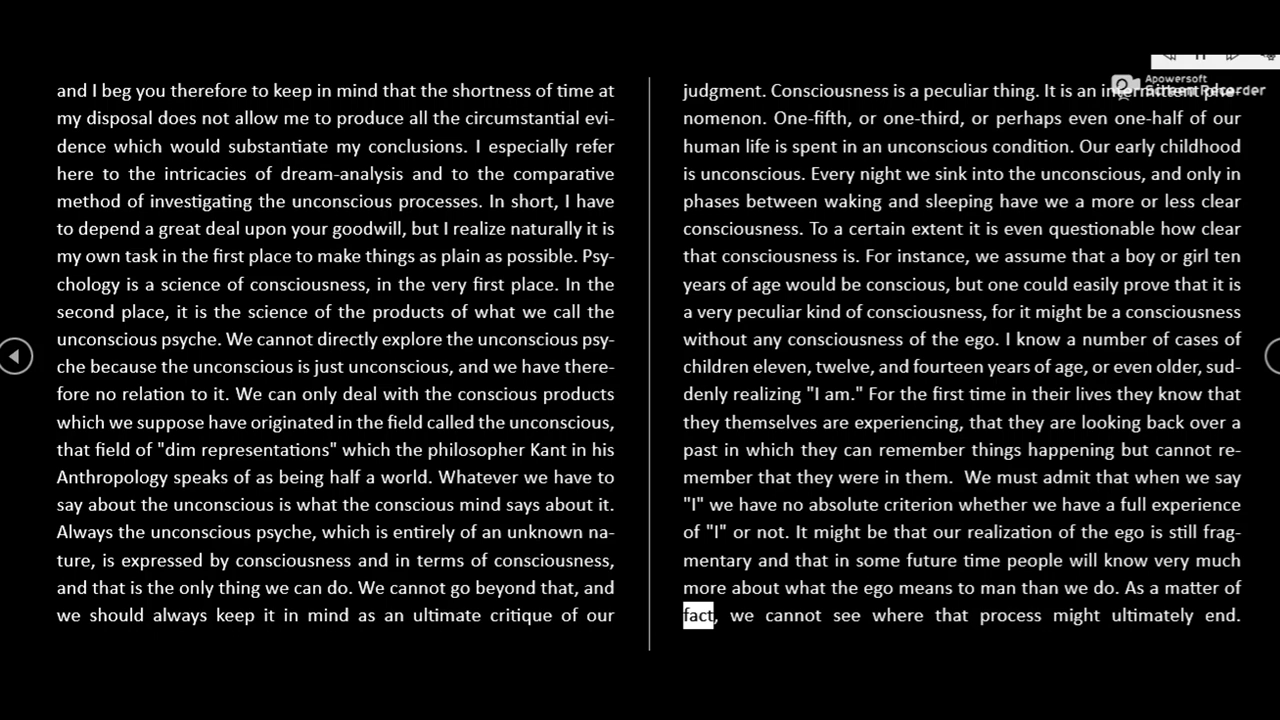 and I beg you therefore to keep in mind that the shortness of time at
my disposal does not allow me to produce all the circumstantial evi-
dence which would substantiate my conclusions. I especially refer
here to the intricacies of dream-analysis and to the comparative
method of investigating the unconscious processes. In short, I have
to depend a great deal upon your goodwill, but I realize naturally it is
my own task in the first place to make things as plain as possible. Psy-
chology is a science of consciousness, in the very first place. In the
second place, it is the science of the products of what we call the
unconscious psyche. We cannot directly explore the unconscious psy-
che because the unconscious is just unconscious, and we have there-
fore no relation to it. We can only deal with the conscious products
which we suppose have originated in the field called the unconscious,
that field of "dim representations" which the philosopher Kant in his
Anthropology speaks of as being half a world. Whatever we have to
say about the unconscious is what the conscious mind says about it.
Always the unconscious psyche, which is entirely of an unknown na-
ture, is expressed by consciousness and in terms of consciousness,
and that is the only thing we can do. We cannot go beyond that, and
we should always keep it in mind as an ultimate critique of our
judgment. Consciousness is a peculiar thing. It is an intermittent phe-
nomenon. One-fifth, or one-third, or perhaps even one-half of our
human life is spent in an unconscious condition. Our early childhood
is unconscious. Every night we sink into the unconscious, and only in
phases between waking and sleeping have we a more or less clear
consciousness. To a certain extent it is even questionable how clear
that consciousness is. For instance, we assume that a boy or girl ten
years of age would be conscious, but one could easily prove that it is
a very peculiar kind of consciousness, for it might be a consciousness
without any consciousness of the ego. I know a number of cases of
children eleven, twelve, and fourteen years of age, or even older, sud-
denly realizing "I am." For the first time in their lives they know that
they themselves are experiencing, that they are looking back over a
past in which they can remember things happening but cannot re-
member that they were in them. We must admit that when we say
"I" we have no absolute criterion whether we have a full experience
of "I" or not. It might be that our realization of the ego is still frag-
mentary and that in some future time people will know very much
more about what the ego means to man than we do. As a matter of
fact, we cannot see where that process might ultimately end.
Apowersoft
Screen Recorder